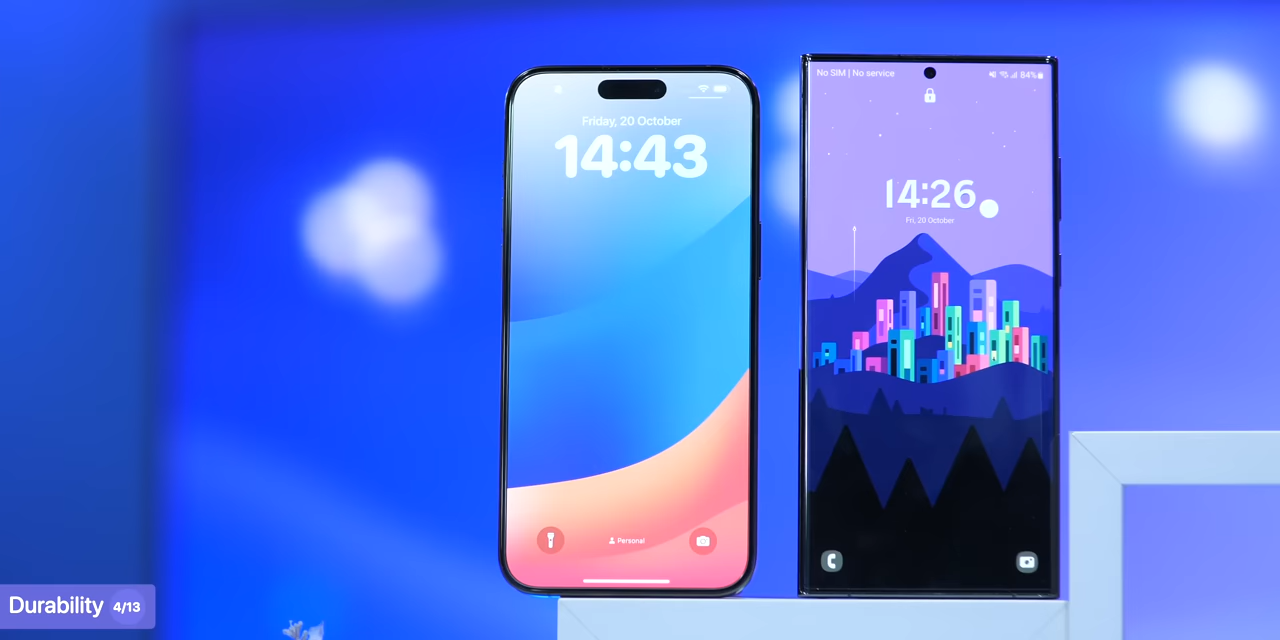 Friday, 20 October
14:43
Personal
No SIM | No service
84%
14:26
Fri, 20 October
Durability 4/13